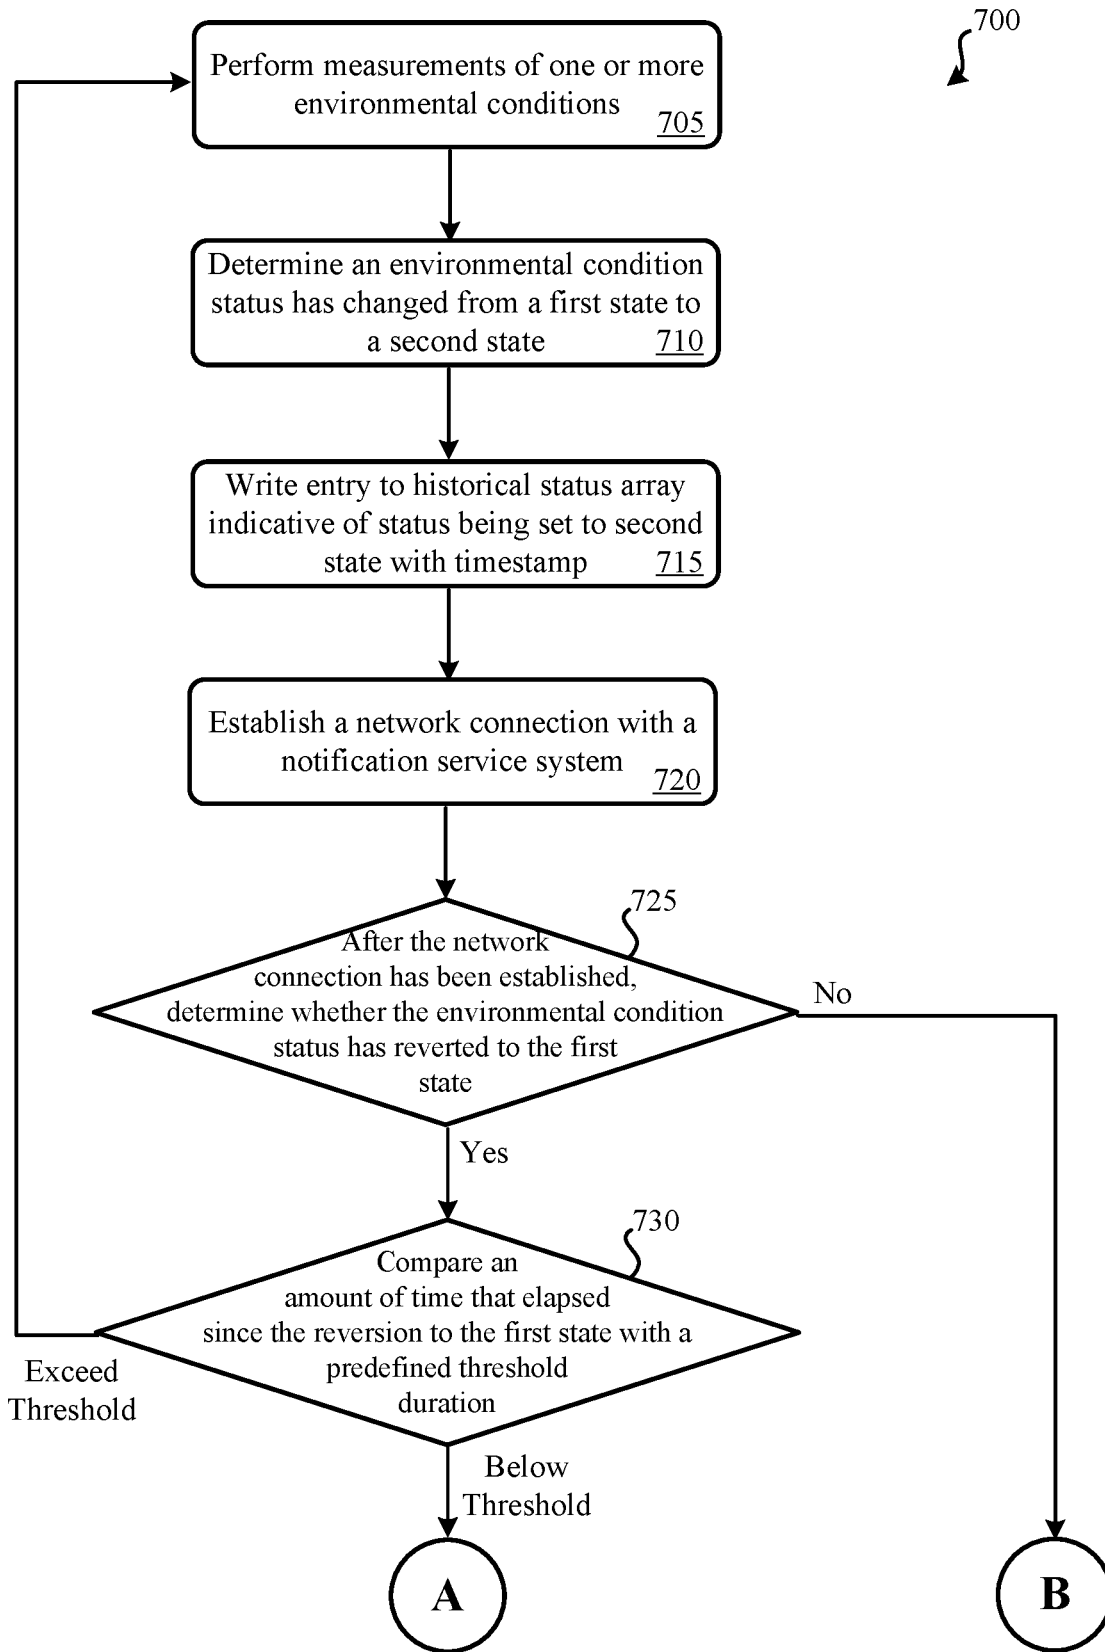 700
Perform measurements of one or more
environmental conditions
705
Determine an environmental condition
status has changed from a first state to
a second state
710
Write entry to historical status array
indicative of status being set to second
state with timestamp
715
Establish a network connection with a
notification service system
720
725
After the network
connection has been established,
determine whether the environmental condition
status has reverted to the first
state
No
Yes
730
Compare an
amount of time that elapsed
since the reversion to the first state with a
predefined threshold
duration
Exceed
Threshold
Below
Threshold
A
B